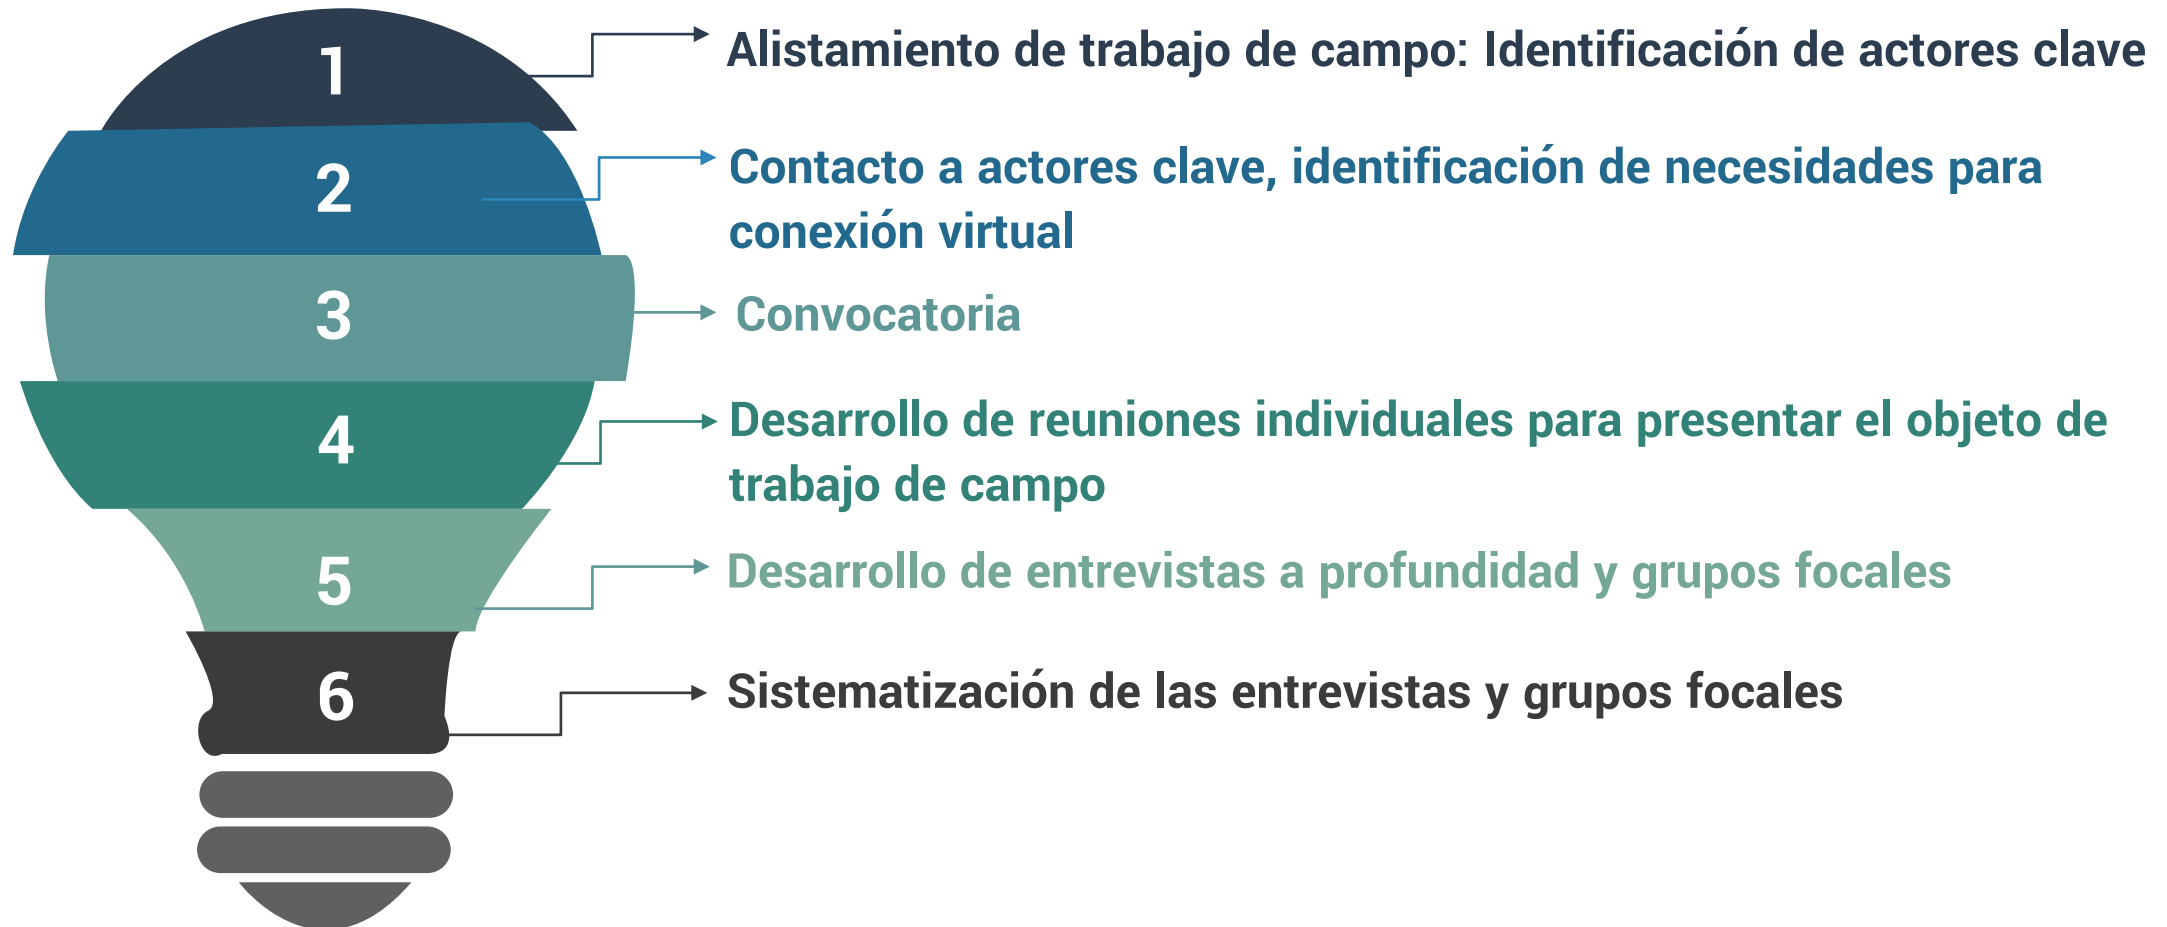 1
Alistamiento de trabajo de campo: Identificación de actores clave
2
Contacto a actores clave, identificación de necesidades para
conexión virtual
3
Convocatoria
4
Desarrollo de reuniones individuales para presentar el objeto de
trabajo de campo
5
Desarrollo de entrevistas a profundidad y grupos focales
6
Sistematización de las entrevistas y grupos focales